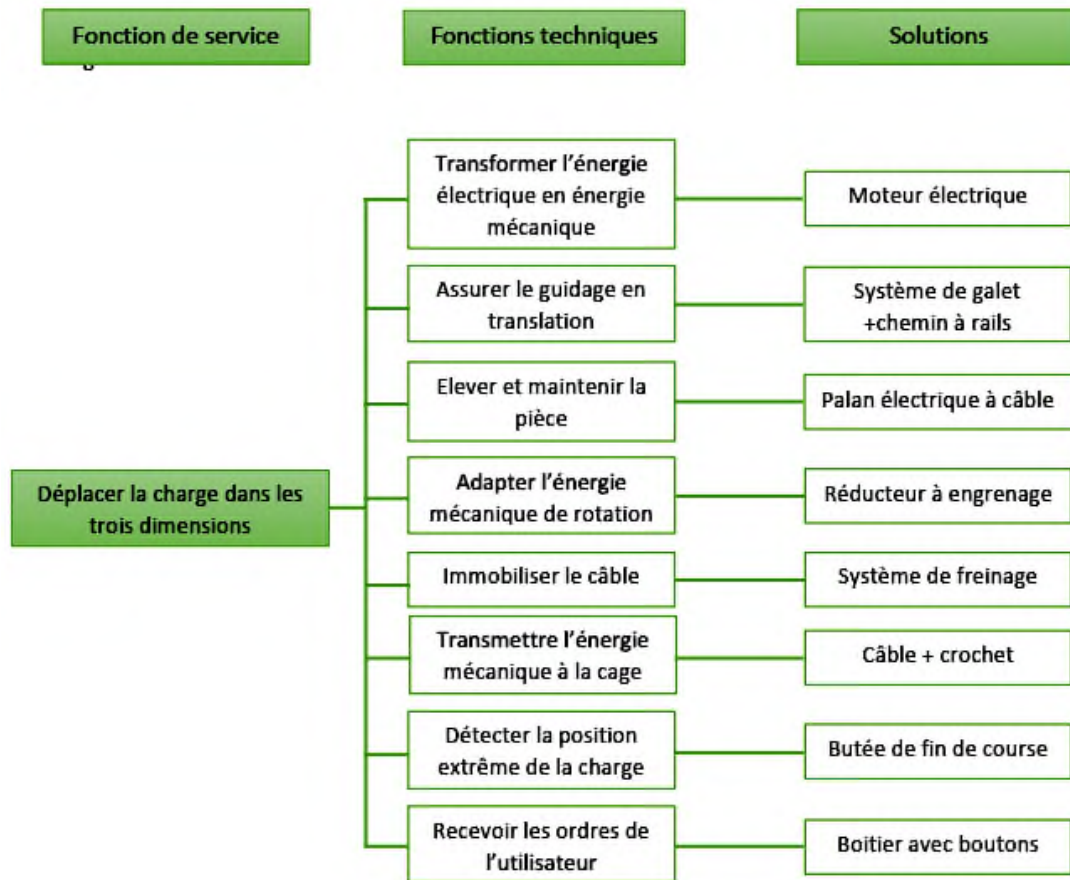 Fonction de service
Fonctions techniques
Solutions
Transformer l'énergie
électrique en énergie
mécanique
Moteur électrique
Assurer le guidage en
translation
Système de galet
+chemin à rails
Elever et maintenir la
pièce
Palan électrique à câble
Déplacer la charge dans les
trois dimensions
Adapter l'énergie
mécanique de rotation
Réducteur à engrenage
Immobiliser le câble
Système de freinage
Transmettre l'énergie
mécanique à la cage
Câble + crochet
Détecter la position
extrême de la charge
Butée de fin de course
Recevoir les ordres de
l'utilisateur
Boitier avec boutons